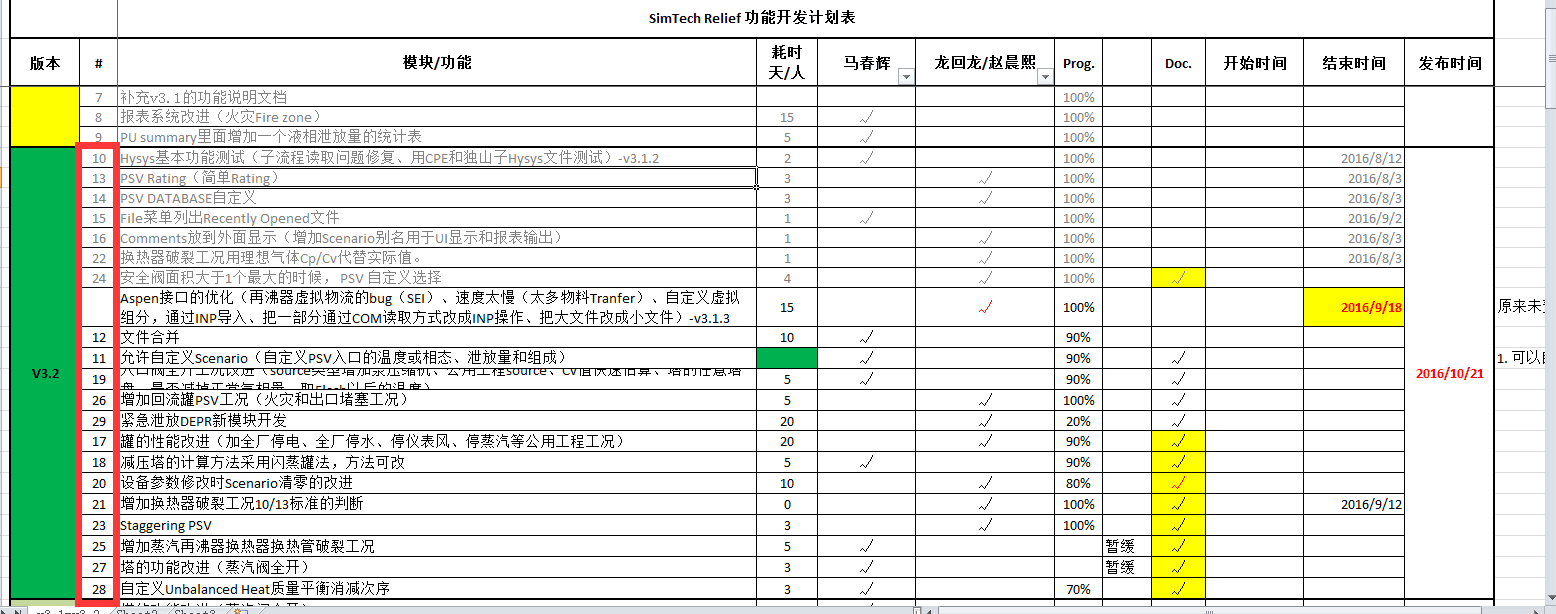 SimTech Relief 功能开发计划表
版本 # 模块/功能 耗时 天/人 马春辉 龙回龙/赵晨熙 Prog. Doc. 开始时间 结束时间 发布时间
7 补充v3.1的功能说明文档 100%
8 报表系统改进（火灾Fire zone） 15 √ 100%
9 PU summary里面增加一个液相泄放量的统计表 5 √ 100%
10 Hysys基本功能测试（子流程读取问题修复、用CPE和独山子Hysys文件测试）-v3.1.2 2 √ 100% 2016/8/12
13 PSV Rating（简单Rating） 3 √ 100% 2016/8/3
14 PSV DATABASE自定义 3 √ 100% 2016/8/3
15 File菜单列出Recently Opened文件 1 √ 100% 2016/9/2
16 Comments放到外面显示（增加Scenario别名用于UI显示和报表输出） 1 √ 100% 2016/8/3
22 换热器破裂工况用理想气体Cp/Cv代替实际值。 1 √ 100% 2016/8/3
24 安全阀面积大于1个最大的时候， PSV 自定义选择 4 √ 100% √
Aspen接口的优化（再沸器虚拟物流的bug（SEI）、速度太慢（太多物料Tranfer）、自定义虚拟
组分，通过INP导入、把一部分通过COM读取方式改成INP操作、把大文件改成小文件）-v3.1.3 15 √ 100% 2016/9/18 原来未
12 文件合并 10 √ 90%
V3.2 11 允许自定义Scenario（自定义PSV入口的温度或相态、泄放量和组成） √ 90% √ 2016/10/21 1. 可以
19 入口阀全开工况改进（source类型增加泵压缩机、公用工程source、Cv值快速估算、塔的任意塔 5 √ 90% √
26 增加回流罐PSV工况（火灾和出口堵塞工况） 5 √ 100% √
29 紧急泄放DEPR新模块开发 20 √ 20% √
17 罐的性能改进（加全厂停电、全厂停水、停仪表风、停蒸汽等公用工程工况） 20 √ 90% √
18 减压塔的计算方法采用闪蒸罐法，方法可改 5 √ 90% √
20 设备参数修改时Scenario清零的改进 10 √ 80% √
21 增加换热器破裂工况10/13标准的判断 0 √ 100% √ 2016/9/12
23 Staggering PSV 3 √ 100% √
25 增加蒸汽再沸器换热器换热管破裂工况 5 √ 暂缓 √
27 塔的功能改进（蒸汽阀全开） 3 √ 暂缓 √
28 自定义Unbalanced Heat质量平衡消减次序 3 √ 70% √